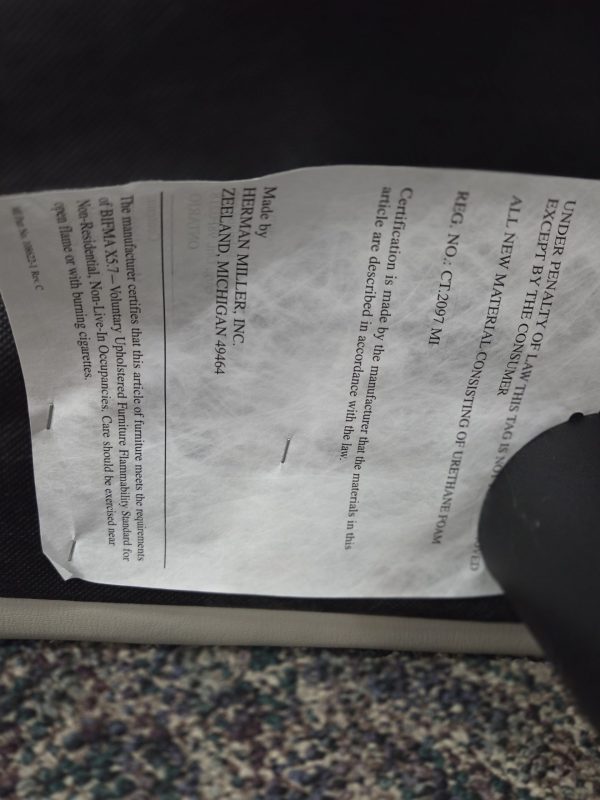 UNDER PENALTY OF LAW THIS TAG IS NOT
EXCEPT BY THE CONSUMER
ALL NEW MATERIAL CONSISTING OF URETHANE FOAM
REG. NO.: CT:2097 MI
Certification is made by the manufacturer that the materials in this
article are described in accordance with the law.
Made by
HERMAN MILLER, INC.
ZEELAND, MICHIGAN 49464
The manufacturer certifies that this article of furniture meets the requirements
of BIFMA X5.7 – Voluntary Upholstered Furniture Flammability Standard for
Non-Residential, Non-Live-In Occupancies. Care should be exercised near
open flame or with burning cigarettes.
Rev. C